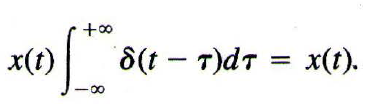 x(t) ∫_{-∞}^{+∞} δ(t − τ)dτ = x(t).